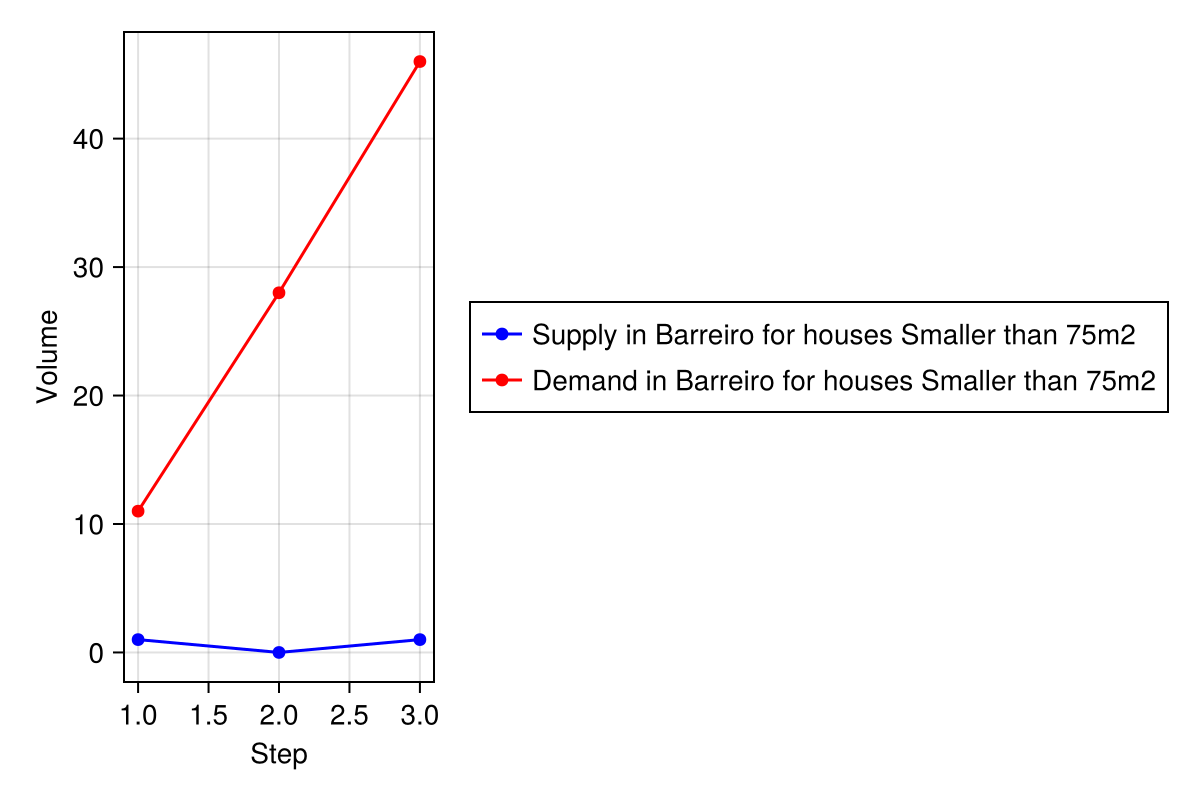 40
30
20
10
0
Volume
1.0 1.5 2.0 2.5 3.0
Step
Supply in Barreiro for houses Smaller than 75m2
Demand in Barreiro for houses Smaller than 75m2